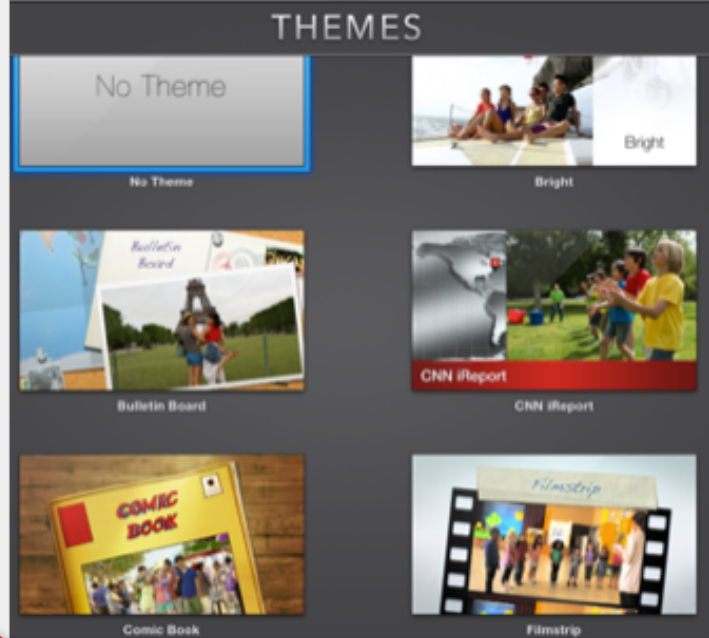 THEMES
No Theme
Bright
No Theme
Bright
Bulletin
Board
CNN iReport
Bulletin Board
CNN iReport
COMIC
BOOK
Filmstrip
Comic Book
Filmstrip